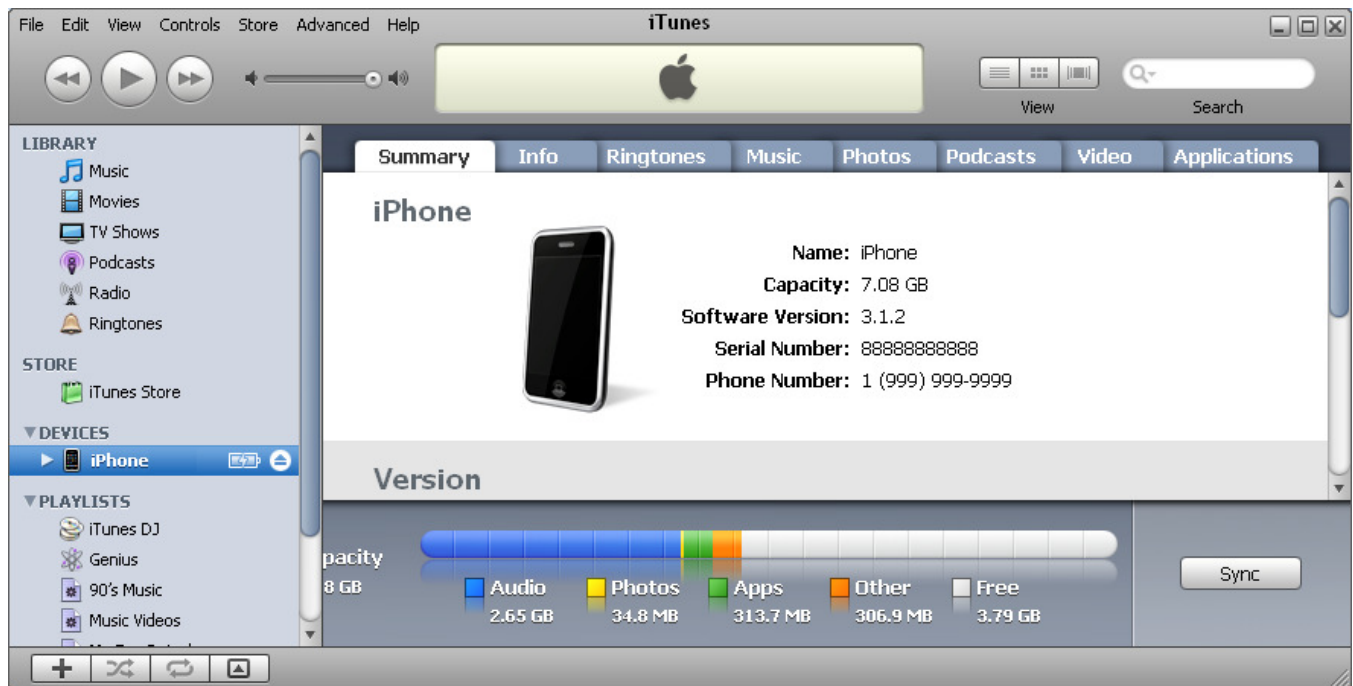 iTunes
File Edit View Controls Store Advanced Help
View
Search
LIBRARY
Music
Movies
TV Shows
Podcasts
Radio
Ringtones
STORE
iTunes Store
DEVICES
iPhone
PLAYLISTS
iTunes DJ
Genius
90's Music
Music Videos
Summary Info Ringtones Music Photos Podcasts Video Applications
iPhone
Name: iPhone
Capacity: 7.08 GB
Software Version: 3.1.2
Serial Number: 88888888888
Phone Number: 1 (999) 999-9999
Version
pacity
8 GB
Audio
2.65 GB
Photos
34.8 MB
Apps
313.7 MB
Other
306.9 MB
Free
3.79 GB
Sync